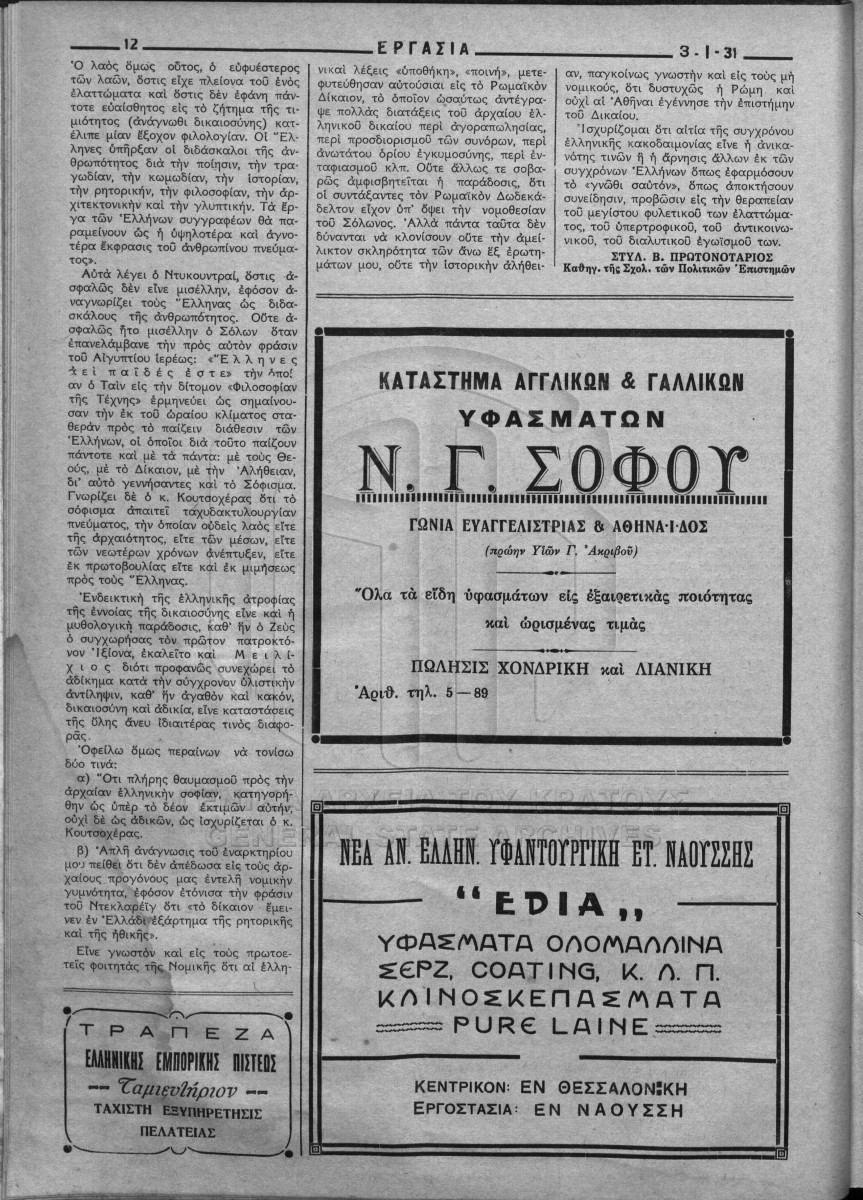 12
ΕΡΓΑΣΙΑ
3-1-31
Ὁ λαὸς ὅμως οὗτος, ὁ εὐφυέστερος
τῶν λαῶν, ὅστις εἶχε πλείονα τοῦ ἑνὸς
ἐλαττώματα καὶ ὅστις δὲν ἐφάνη πάν-
τοτε εὐαίσθητος εἰς τὸ ζήτημα τῆς τι-
μιότητος (ἀνάγνωθι δικαιοσύνης) κατ-
έλιπε μίαν ἔξοχον φιλολογίαν. Οἱ Ἕλ-
ληνες ὑπῆρξαν οἱ διδάσκαλοι τῆς ἀν-
θρωπότητος διὰ τὴν ποίησιν, τὴν τρα-
γωδίαν, τὴν κωμωδίαν, τὴν ἱστορίαν,
τὴν ρητορικήν, τὴν φιλοσοφίαν, τὴν ἀρ-
χιτεκτονικὴν καὶ τὴν γλυπτικήν. Τὰ ἔρ-
γα τῶν Ἑλλήνων συγγραφέων θὰ πα-
ραμείνουν ὡς ἡ ὑψηλοτέρα καὶ ἁγνο-
τέρα ἔκφρασις τοῦ ἀνθρωπίνου πνεύμα-
τος».
Αὐτὰ λέγει ὁ Ντυκουντραί, ὅστις ἀ-
σφαλῶς δὲν εἶνε μισέλλην, ἐφόσον ἀ-
ναγνωρίζει τοὺς Ἕλληνας ὡς διδα-
σκάλους τῆς ἀνθρωπότητος. Οὔτε ἀ-
σφαλῶς ἦτο μισέλλην ὁ Σόλων ὅταν
ἐπανελάμβανε τὴν πρὸς αὐτὸν φράσιν
τοῦ Αἰγυπτίου ἱερέως: «Ἕλληνες
ἀεὶ παῖδές ἐστε» τὴν ὁποί-
αν ὁ Ταὶν εἰς τὴν δίτομον «Φιλοσοφίαν
τῆς Τέχνης» ἑρμηνεύει ὡς σημαίνου-
σαν τὴν ἐκ τοῦ ὡραίου κλίματος στα-
θερὰν πρὸς τὸ παίζειν διάθεσιν τῶν
Ἑλλήνων, οἱ ὁποῖοι διὰ τοῦτο παίζουν
πάντοτε καὶ μὲ τὰ πάντα: μὲ τοὺς Θε-
οὺς, μὲ τὸ Δίκαιον, μὲ τὴν Ἀλήθειαν,
δι' αὐτὸ γεννήσαντες καὶ τὸ Σόφισμα.
Γνωρίζει δὲ ὁ κ. Κουτσοχέρας ὅτι τὸ
σόφισμα ἀπαιτεῖ ταχυδακτυλουργίαν
πνεύματος, τὴν ὁποίαν οὐδεὶς λαὸς εἴτε
τῆς ἀρχαιότητος, εἴτε τῶν μέσων, εἴτε
τῶν νεωτέρων χρόνων ἀνέπτυξεν, εἴτε
ἐκ πρωτοβουλίας εἴτε καὶ ἐκ μιμήσεως
πρὸς τοὺς Ἕλληνας.
Ἐνδεικτικὴ τῆς ἑλληνικῆς ἀτροφίας
τῆς ἐννοίας τῆς δικαιοσύνης εἶνε καὶ ἡ
μυθολογικὴ παράδοσις, καθ' ἣν ὁ Ζεὺς
ὁ συγχωρήσας τὸν πρῶτον πατροκτό-
νον Ἰξίονα, ἐκαλεῖτο καὶ Μειλί-
χιος διότι προφανῶς συνεχώρει τὸ
ἀδίκημα κατὰ τὴν σύγχρονον ὑλιστικὴν
ἀντίληψιν, καθ' ἣν ἀγαθὸν καὶ κακόν,
δικαιοσύνη καὶ ἀδικία, εἶνε καταστάσεις
τῆς ὕλης ἄνευ ἰδιαιτέρας τινὸς διαφο-
ρᾶς.
Ὀφείλω ὅμως περαίνων νὰ τονίσω
δύο τινά:
α) Ὅτι πλήρης θαυμασμοῦ πρὸς τὴν
ἀρχαίαν ἑλληνικὴν σοφίαν, κατηγορή-
θην ὡς ὑπὲρ τὸ δέον ἐκτιμῶν αὐτήν,
οὐχὶ δὲ ὡς ἀδικῶν, ὡς ἰσχυρίζεται ὁ κ.
Κουτσοχέρας.
β) Ἁπλῆ ἀνάγνωσις τοῦ ἐναρκτηρίου
μου πείθει ὅτι δὲν ἀπέδωσα εἰς τοὺς ἀρ-
χαίους προγόνους μας ἐντελῆ νομικὴν
γυμνότητα, ἐφόσον ἐτόνισα τὴν φράσιν
τοῦ Ντεκλαρέϊγ ὅτι «τὸ δίκαιον ἔμει-
νεν ἐν Ἑλλάδι ἐξάρτημα τῆς ρητορικῆς
καὶ τῆς ἠθικῆς».
Εἶνε γνωστὸν καὶ εἰς τοὺς πρωτοε-
τεῖς φοιτητὰς τῆς Νομικῆς ὅτι αἱ ἑλλη-
νικαὶ λέξεις «ὑποθήκη», «ποινή», μετε-
φυτεύθησαν αὐτούσιαι εἰς τὸ Ρωμαϊκὸν
Δίκαιον, τὸ ὁποῖον ὡσαύτως ἀντέγρα-
ψε πολλὰς διατάξεις τοῦ ἀρχαίου ἑλ-
ληνικοῦ δικαίου περὶ ἀγοραπωλησίας,
περὶ προσδιορισμοῦ τῶν συνόρων, περὶ
ἀνωτάτου ὁρίου ἐγκυμοσύνης, περὶ ἐν-
ταφιασμοῦ κλπ. Οὔτε ἄλλως τε σοβα-
ρῶς ἀμφισβητεῖται ἡ παράδοσις, ὅτι
οἱ συντάξαντες τὸν Ρωμαϊκὸν Δωδεκά-
δελτον εἶχον ὑπ' ὄψει τὴν νομοθεσίαν
τοῦ Σόλωνος. Ἀλλὰ πάντα ταῦτα δὲν
δύνανται νὰ κλονίσουν οὔτε τὴν ἀμεί-
λικτον σκληρότητα τῶν ἄνω ἓξ ἐρωτη-
μάτων μου, οὔτε τὴν ἱστορικὴν ἀλήθει-
αν, παγκοίνως γνωστὴν καὶ εἰς τοὺς μὴ
νομικούς, ὅτι δυστυχῶς ἡ Ρώμη καὶ
οὐχὶ αἱ Ἀθῆναι ἐγέννησε τὴν ἐπιστήμην
τοῦ Δικαίου.
Ἰσχυρίζομαι ὅτι αἰτία τῆς συγχρόνου
ἑλληνικῆς κακοδαιμονίας εἶνε ἡ ἀνικα-
νότης τινῶν ἢ ἡ ἄρνησις ἄλλων ἐκ τῶν
συγχρόνων Ἑλλήνων ὅπως ἐφαρμόσουν
τὸ «γνῶθι σαὐτόν», ὅπως ἀποκτήσουν
συνείδησιν, προβῶσιν εἰς τὴν θεραπείαν
τοῦ μεγίστου φυλετικοῦ των ἐλαττώμα-
τος, τοῦ ὑπερτροφικοῦ, τοῦ ἀντικοινω-
νικοῦ, τοῦ διαλυτικοῦ ἐγωϊσμοῦ των.
ΣΤΥΛ. Β. ΠΡΩΤΟΝΟΤΑΡΙΟΣ
Καθηγ. τῆς Σχολ. τῶν Πολιτικῶν Ἐπιστημῶν
ΚΑΤΑΣΤΗΜΑ ΑΓΓΛΙΚΩΝ & ΓΑΛΛΙΚΩΝ
ΥΦΑΣΜΑΤΩΝ
Ν. Γ. ΣΟΦΟΥ
ΓΩΝΙΑ ΕΥΑΓΓΕΛΙΣΤΡΙΑΣ & ΑΘΗΝΑ·Ι·ΔΟΣ
(πρώην Υἱῶν Γ. Ἀκριβοῦ)
Ὅλα τὰ εἴδη ὑφασμάτων εἰς ἐξαιρετικὰς ποιότητας
καὶ ὡρισμένας τιμὰς
ΠΩΛΗΣΙΣ ΧΟΝΔΡΙΚΗ καὶ ΛΙΑΝΙΚΗ
Ἀριθ. τηλ. 5—89
ΑΡΧΕΙΑ ΤΟΥ ΚΡΑΤΟΥΣ
GENERAL STATE ARCHIVES
ΝΕΑ ΑΝ. ΕΛΛΗΝ. ΥΦΑΝΤΟΥΡΓΙΚΗ ΕΤ. ΝΑΟΥΣΣΗΣ
“EDIA„
ΥΦΑΣΜΑΤΑ ΟΛΟΜΑΛΛΙΝΑ
ΣΕΡΖ, COATING, Κ. Λ. Π.
ΚΛΙΝΟΣΚΕΠΑΣΜΑΤΑ
PURE LAINE
ΚΕΝΤΡΙΚΟΝ: ΕΝ ΘΕΣΣΑΛΟΝΙΚΗ
ΕΡΓΟΣΤΑΣΙΑ: ΕΝ ΝΑΟΥΣΣΗ
ΤΡΑΠΕΖΑ
ΕΛΛΗΝΙΚΗΣ ΕΜΠΟΡΙΚΗΣ ΠΙΣΤΕΩΣ
Ταμιευτήριον
ΤΑΧΙΣΤΗ ΕΞΥΠΗΡΕΤΗΣΙΣ
ΠΕΛΑΤΕΙΑΣ